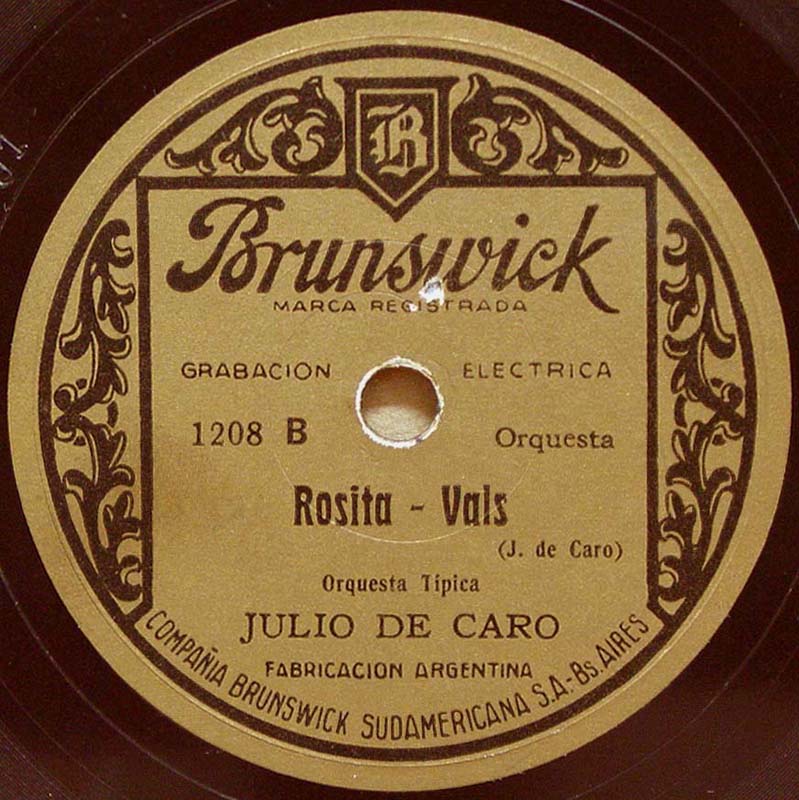 B
Brunswick
MARCA REGISTRADA
GRABACION ELECTRICA
1208 B Orquesta
Rosita - Vals
(J. de Caro)
Orquesta Típica
JULIO DE CARO
FABRICACION ARGENTINA
COMPAÑIA BRUNSWICK SUDAMERICANA S.A.-Bs. AIRES